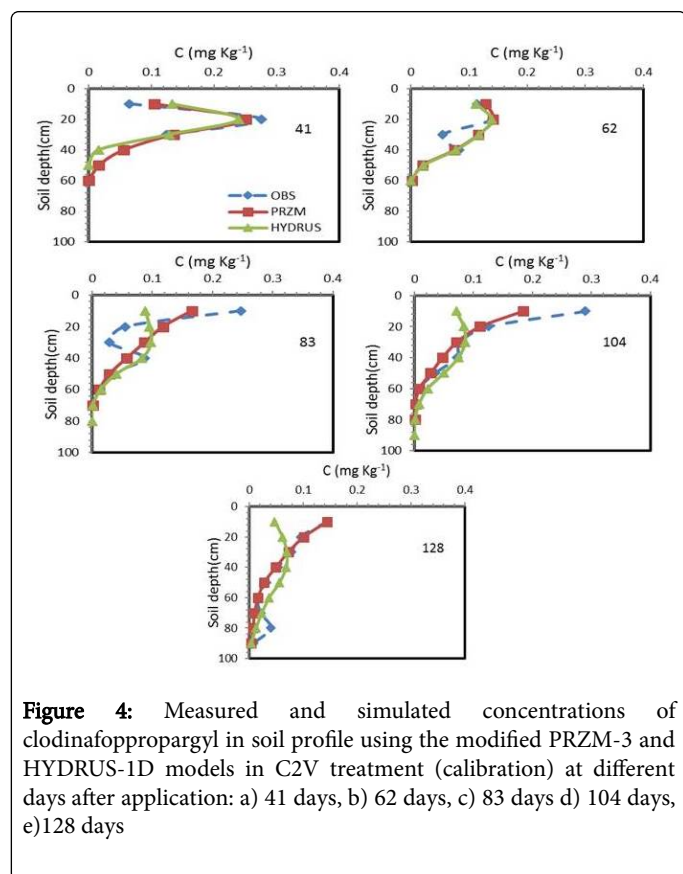 C (mg Kg⁻¹)
0 0.1 0.2 0.3 0.4
0
20
40
60
80
100
Soil depth(cm)
41
OBS
PRZM
HYDRUS
C (mg Kg⁻¹)
0 0.1 0.2 0.3 0.4
0
20
40
60
80
100
Soil depth(cm)
62
C (mg Kg⁻¹)
0 0.1 0.2 0.3 0.4
0
20
40
60
80
100
Soil depth(cm)
83
C (mg Kg⁻¹)
0 0.1 0.2 0.3 0.4
0
20
40
60
80
100
Soil depth(cm)
104
C (mg Kg⁻¹)
0 0.1 0.2 0.3 0.4
0
20
40
60
80
100
Soil depth(cm)
128
Figure 4: Measured and simulated concentrations of
clodinafoppropargyl in soil profile using the modified PRZM-3 and
HYDRUS-1D models in C2V treatment (calibration) at different
days after application: a) 41 days, b) 62 days, c) 83 days d) 104 days,
e)128 days